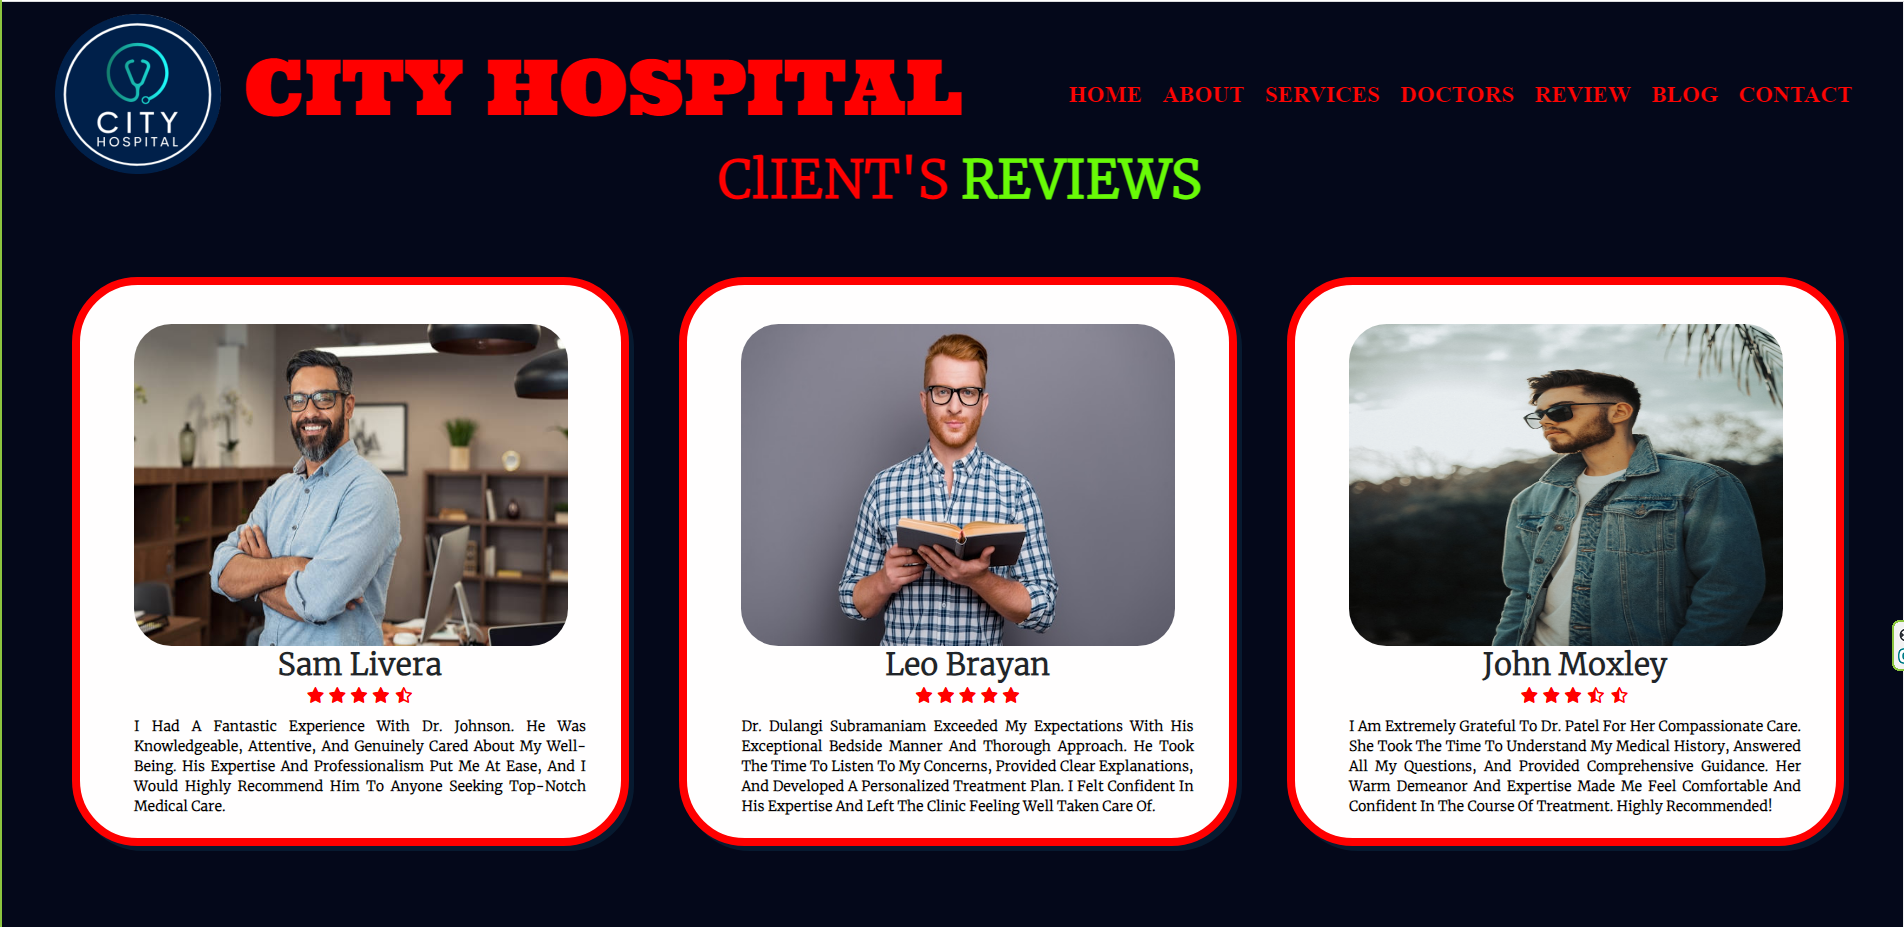 CITY
HOSPITAL
CITY HOSPITAL
HOME ABOUT SERVICES DOCTORS REVIEW BLOG CONTACT
ClIENT'S REVIEWS
Sam Livera
I Had A Fantastic Experience With Dr. Johnson. He Was
Knowledgeable, Attentive, And Genuinely Cared About My Well-
Being. His Expertise And Professionalism Put Me At Ease, And I
Would Highly Recommend Him To Anyone Seeking Top-Notch
Medical Care.
Leo Brayan
Dr. Dulangi Subramaniam Exceeded My Expectations With His
Exceptional Bedside Manner And Thorough Approach. He Took
The Time To Listen To My Concerns, Provided Clear Explanations,
And Developed A Personalized Treatment Plan. I Felt Confident In
His Expertise And Left The Clinic Feeling Well Taken Care Of.
John Moxley
I Am Extremely Grateful To Dr. Patel For Her Compassionate Care.
She Took The Time To Understand My Medical History, Answered
All My Questions, And Provided Comprehensive Guidance. Her
Warm Demeanor And Expertise Made Me Feel Comfortable And
Confident In The Course Of Treatment. Highly Recommended!